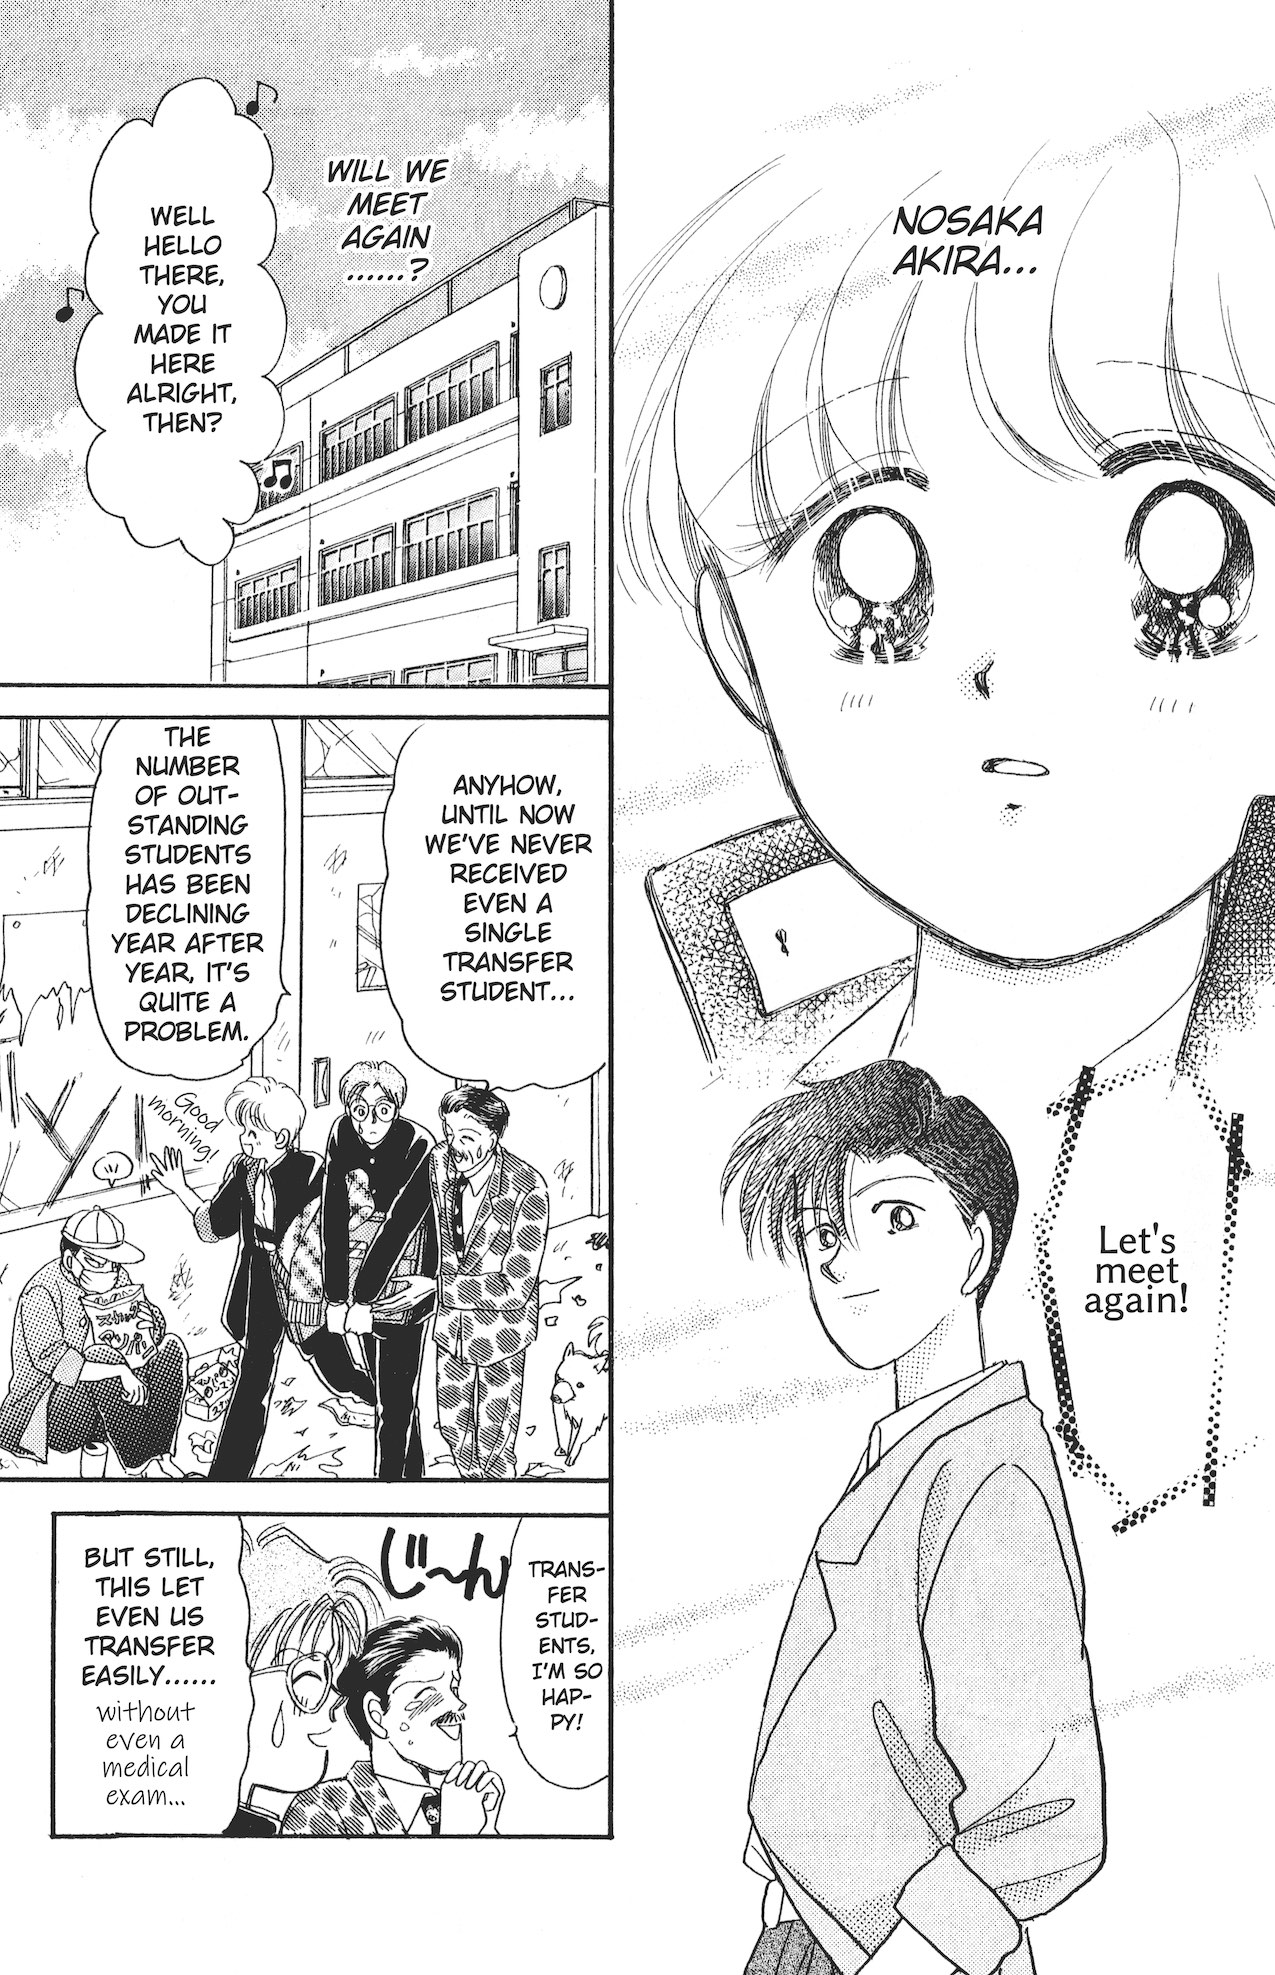 NOSAKA
AKIRA...
Let's
meet
again!
WILL WE
MEET
AGAIN
......?
WELL
HELLO
THERE,
YOU
MADE IT
HERE
ALRIGHT,
THEN?
ANYHOW,
UNTIL NOW
WE'VE NEVER
RECEIVED
EVEN A
SINGLE
TRANSFER
STUDENT...
THE
NUMBER
OF OUT-
STANDING
STUDENTS
HAS BEEN
DECLINING
YEAR AFTER
YEAR, IT'S
QUITE A
PROBLEM.
Good
morning!
TRANS-
FER
STUD-
ENTS,
I'M SO
HAP-
PY!
じ～ん
BUT STILL,
THIS LET
EVEN US
TRANSFER
EASILY......
without
even a
medical
exam...